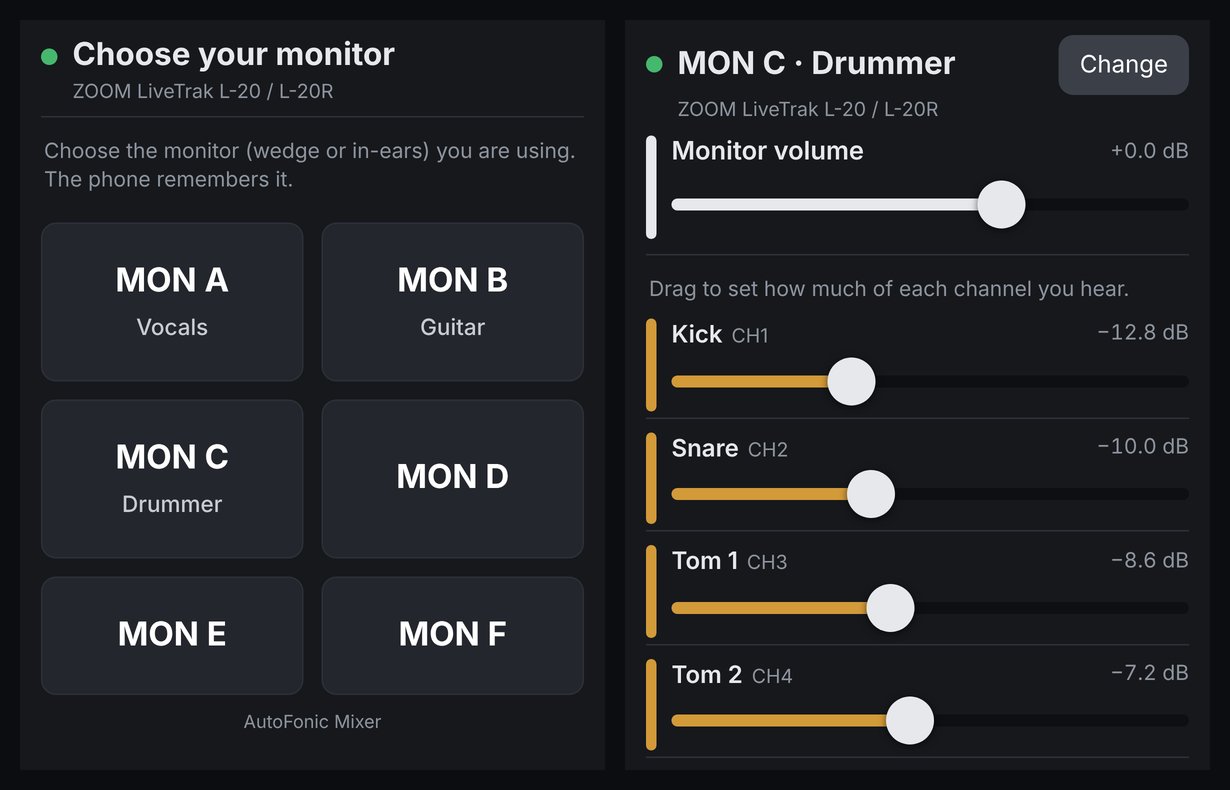 Choose your monitor
ZOOM LiveTrak L-20 / L-20R
Choose the monitor (wedge or in-ears) you are using.
The phone remembers it.
MON A
Vocals
MON B
Guitar
MON C
Drummer
MON D
MON E
MON F
AutoFonic Mixer
MON C · Drummer
Change
ZOOM LiveTrak L-20 / L-20R
Monitor volume +0.0 dB
Drag to set how much of each channel you hear.
Kick CH1 −12.8 dB
Snare CH2 −10.0 dB
Tom 1 CH3 −8.6 dB
Tom 2 CH4 −7.2 dB